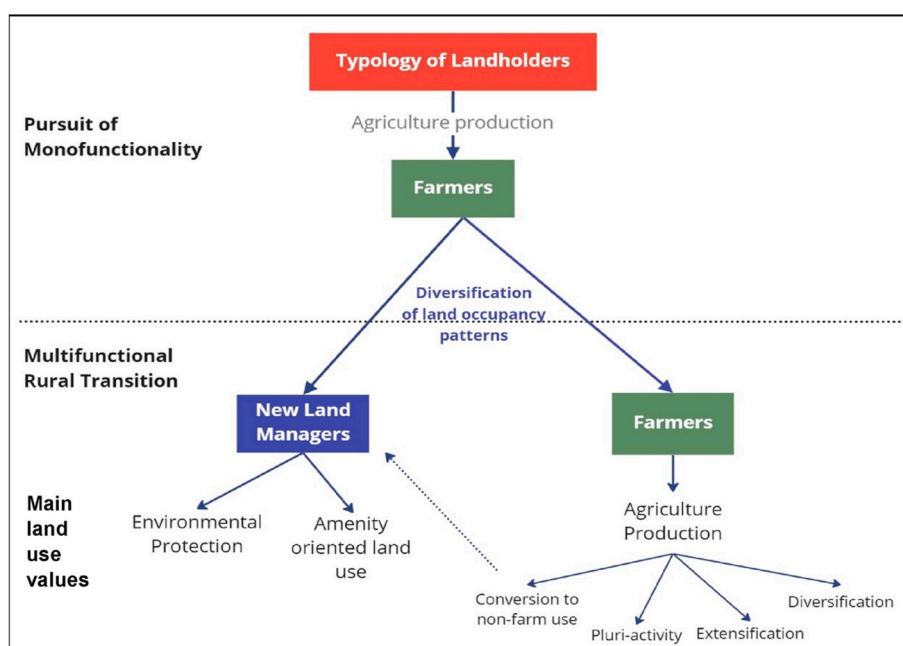 Typology of Landholders
Pursuit of
Monofunctionality
Agriculture production
Farmers
Diversification
of land occupancy
patterns
Multifunctional
Rural Transition
New Land
Managers
Farmers
Main
land
use
values
Environmental
Protection
Amenity
oriented land
use
Agriculture
Production
Conversion to
non-farm use
Pluri-activity
Extensification
Diversification